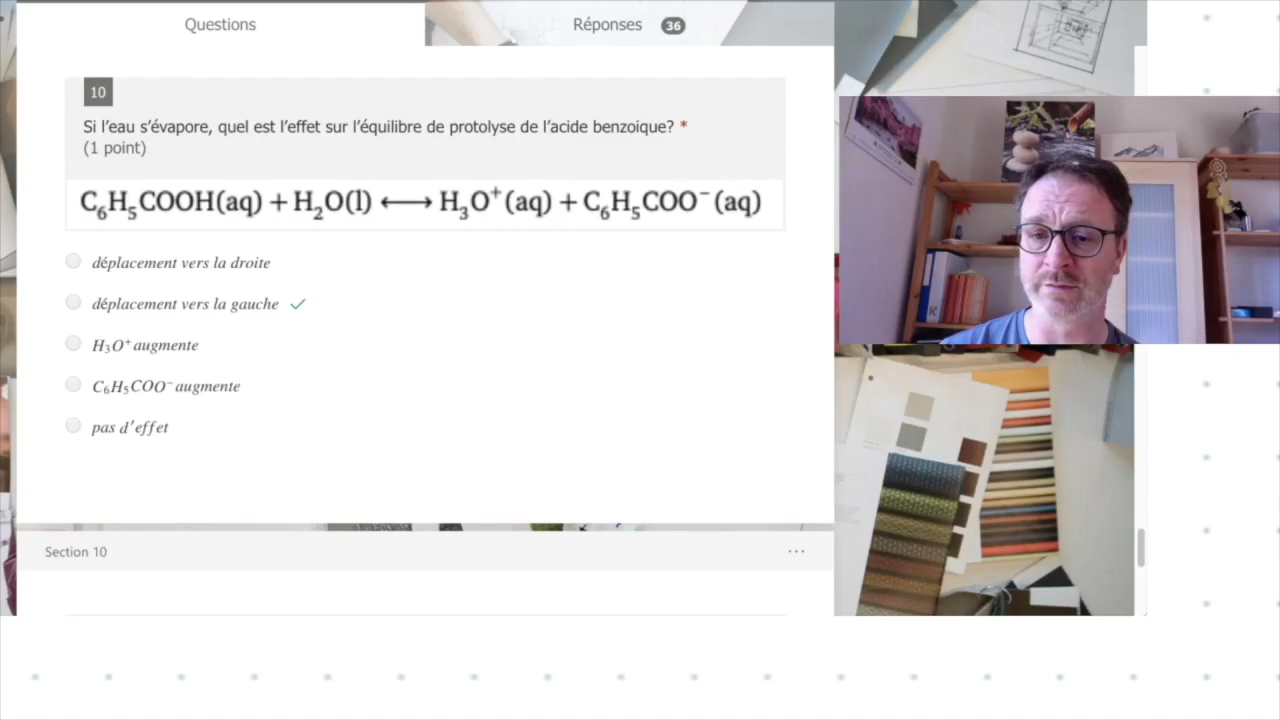 Questions
Réponses 36
10
Si l'eau s'évapore, quel est l'effet sur l'équilibre de protolyse de l'acide benzoique? *
(1 point)
C₆H₅COOH(aq) + H₂O(l) ⟷ H₃O⁺(aq) + C₆H₅COO⁻(aq)
déplacement vers la droite
déplacement vers la gauche ✓
H₃O⁺ augmente
C₆H₅COO⁻ augmente
pas d'effet
Section 10
...